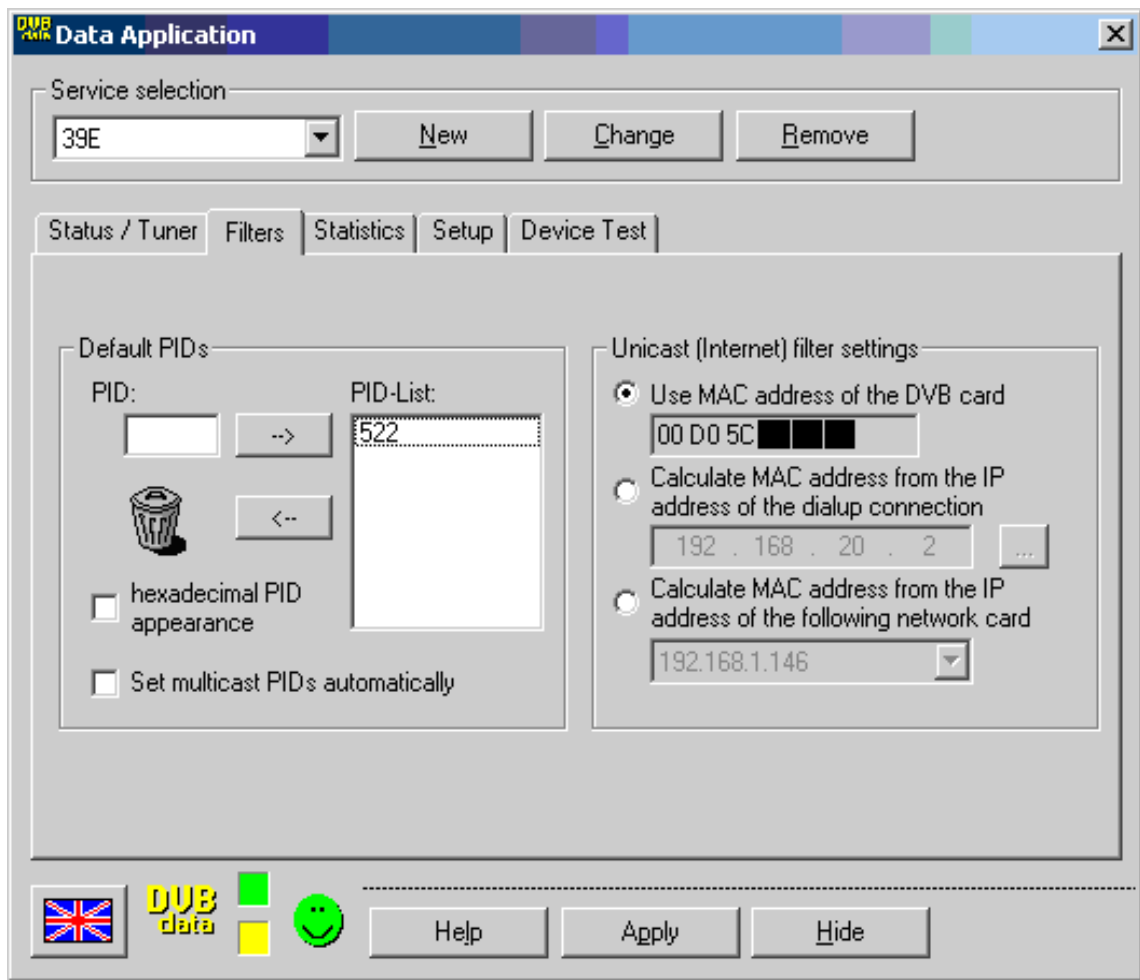 DVB data Data Application
Service selection
39E New Change Remove
Status / Tuner Filters Statistics Setup Device Test
Default PIDs
PID: PID-List:
--> 522
<--
hexadecimal PID
appearance
Set multicast PIDs automatically
Unicast (Internet) filter settings
Use MAC address of the DVB card
00 D0 5C
Calculate MAC address from the IP
address of the dialup connection
192 . 168 . 20 . 2 ...
Calculate MAC address from the IP
address of the following network card
192.168.1.146
DVB
data
Help Apply Hide